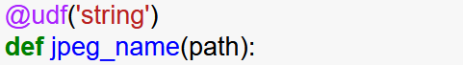 @udf('string')
def jpeg_name(path):